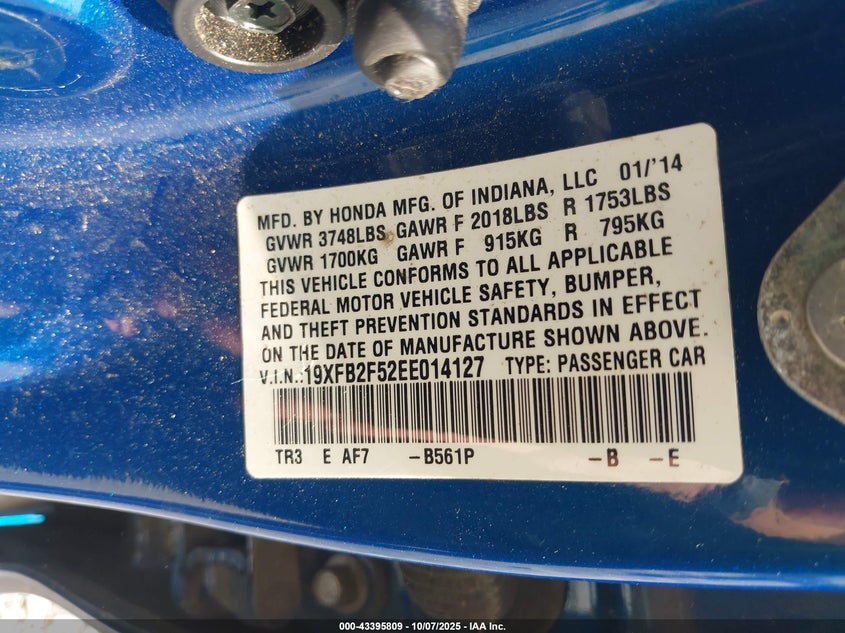 MFD. BY HONDA MFG. OF INDIANA, LLC 01/'14
GVWR 3748LBS GAWR F 2018LBS R 1753LBS
GVWR 1700KG GAWR F 915KG R 795KG
THIS VEHICLE CONFORMS TO ALL APPLICABLE
FEDERAL MOTOR VEHICLE SAFETY, BUMPER,
AND THEFT PREVENTION STANDARDS IN EFFECT
ON THE DATE OF MANUFACTURE SHOWN ABOVE.
V.I.N.:19XFB2F52EE014127 TYPE: PASSENGER CAR
TR3 E AF7 -B561P -B -E
000-43395809 - 10/07/2025 - IAA Inc.